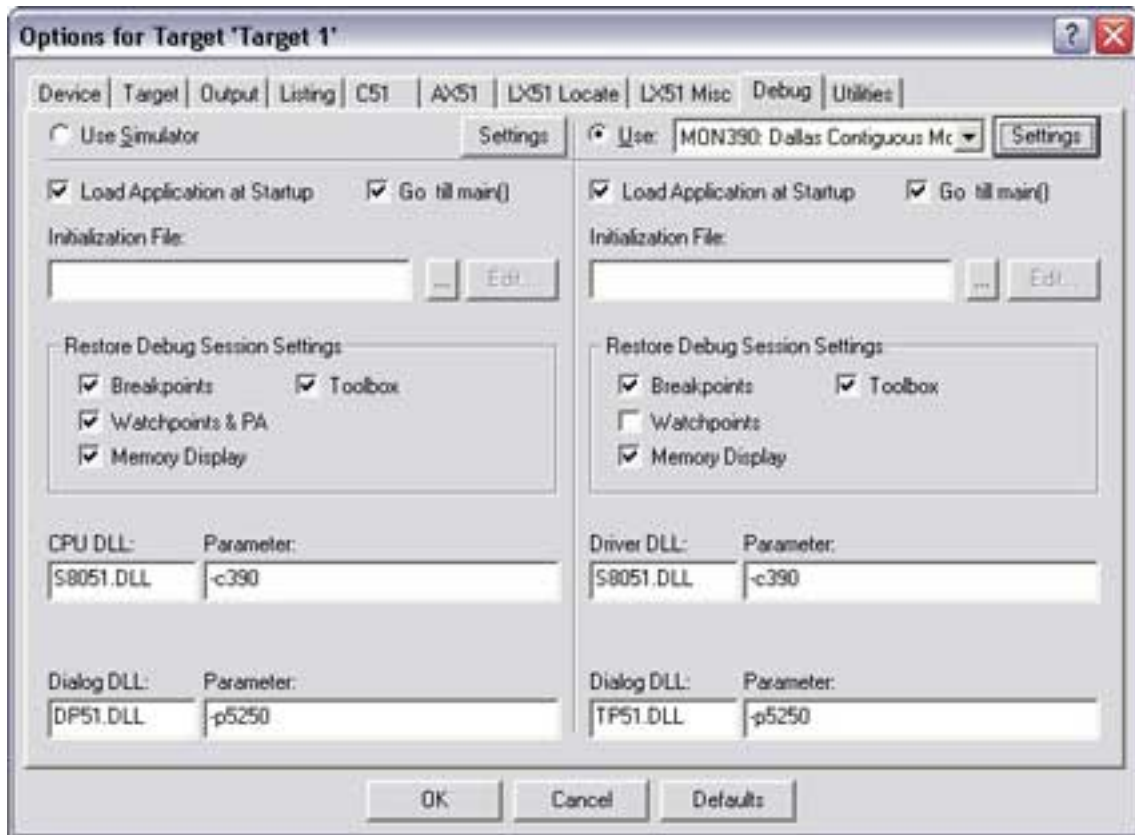 Options for Target 'Target 1'
Device Target Output Listing C51 AX51 LX51 Locate LX51 Misc Debug Utilities
Use Simulator Settings
Use: MON390: Dallas Contiguous Mc Settings
Load Application at Startup Go till main()
Load Application at Startup Go till main()
Initialization File:
Initialization File:
... Edit...
... Edit...
Restore Debug Session Settings
Breakpoints Toolbox
Watchpoints & PA
Memory Display
Restore Debug Session Settings
Breakpoints Toolbox
Watchpoints
Memory Display
CPU DLL: Parameter:
S8051.DLL -c390
Driver DLL: Parameter:
S8051.DLL -c390
Dialog DLL: Parameter:
DP51.DLL -p5250
Dialog DLL: Parameter:
TP51.DLL -p5250
OK Cancel Defaults